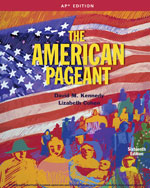 AP® EDITION
THE
AMERICAN
PAGEANT
David M. Kennedy
Lizabeth Cohen
Sixteenth
Edition